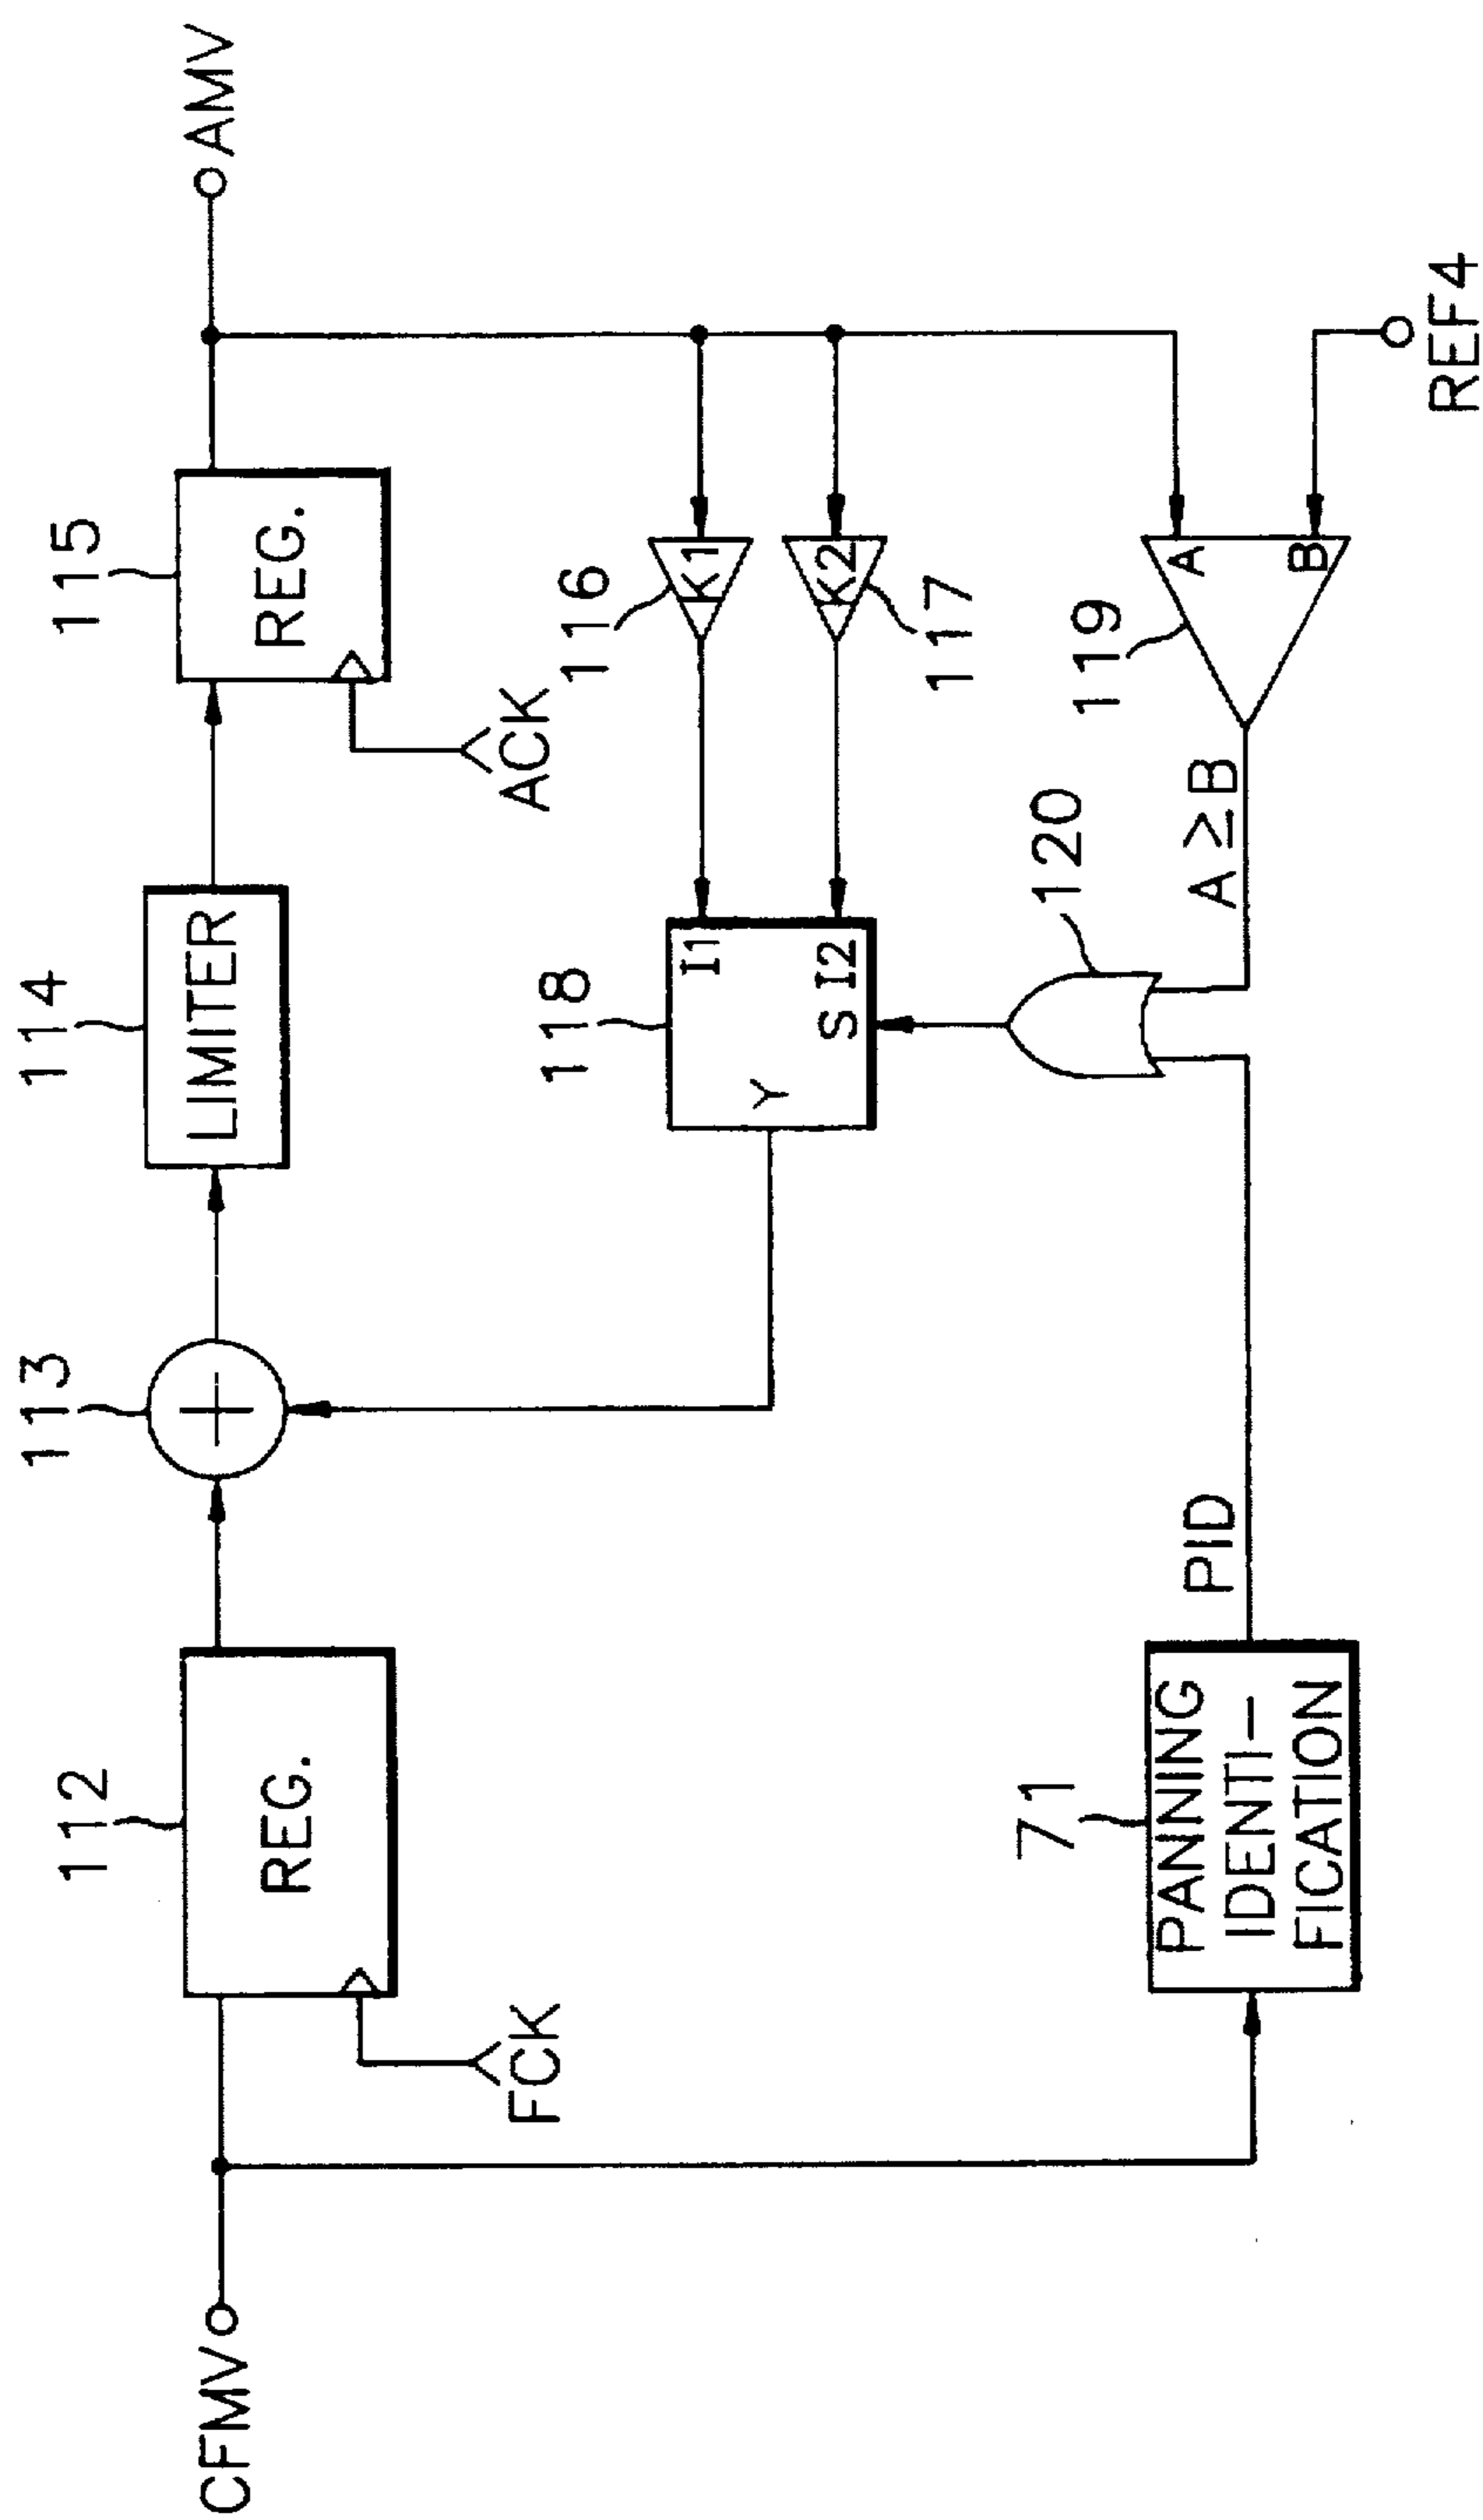 112
113
114
115
CFMV
REG.
LIMITER
REG.
AMV
FCK
ACK
118
116
I1
K1
Y
S
I2
K2
117
71
120
119
PANNING
IDENTI-
FICATION
PID
A≥B
A
B
REF4